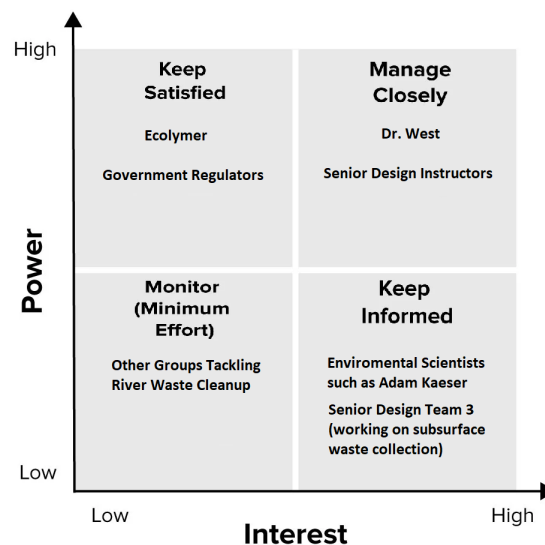 High
Keep
Satisfied
Ecolymer
Government Regulators
Manage
Closely
Dr. West
Senior Design Instructors
Power
Monitor
(Minimum
Effort)
Other Groups Tackling
River Waste Cleanup
Keep
Informed
Enviromental Scientists
such as Adam Kaeser
Senior Design Team 3
(working on subsurface
waste collection)
Low
Low
High
Interest